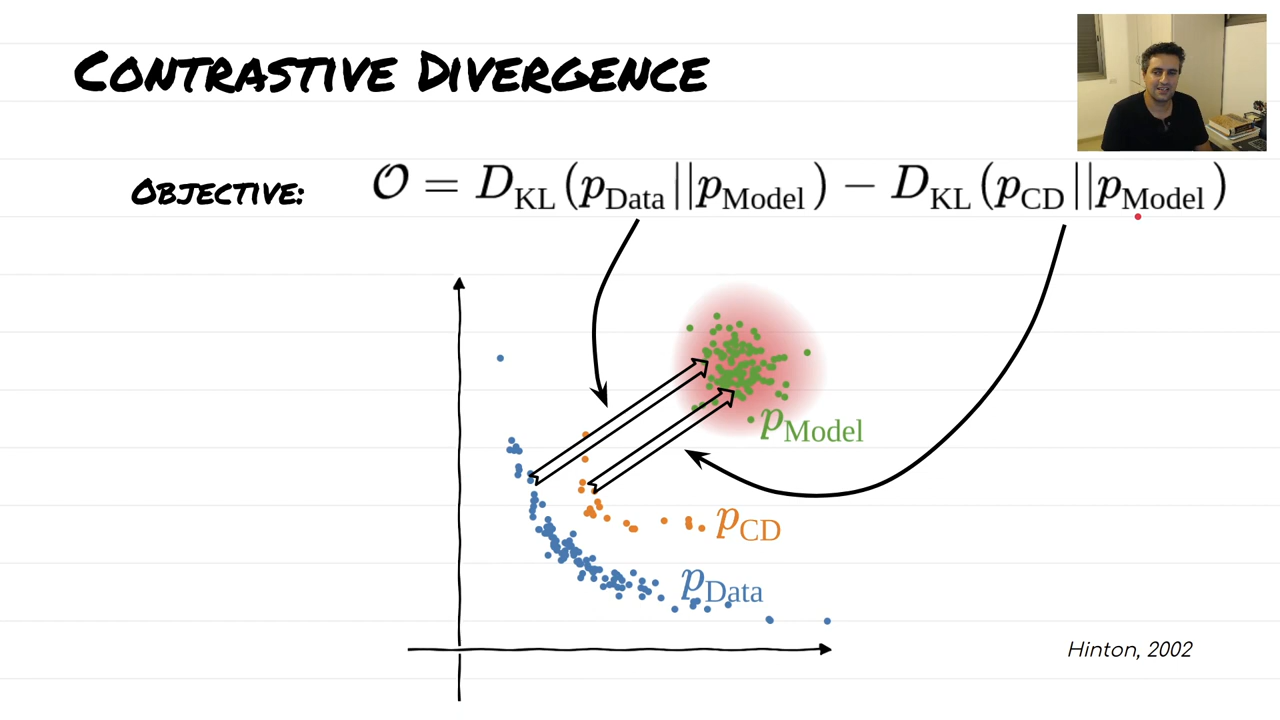 CONTRASTIVE DIVERGENCE
OBJECTIVE:
𝒪 = D_KL (p_Data || p_Model) − D_KL (p_CD || p_Model)
p_Model
p_CD
p_Data
Hinton, 2002